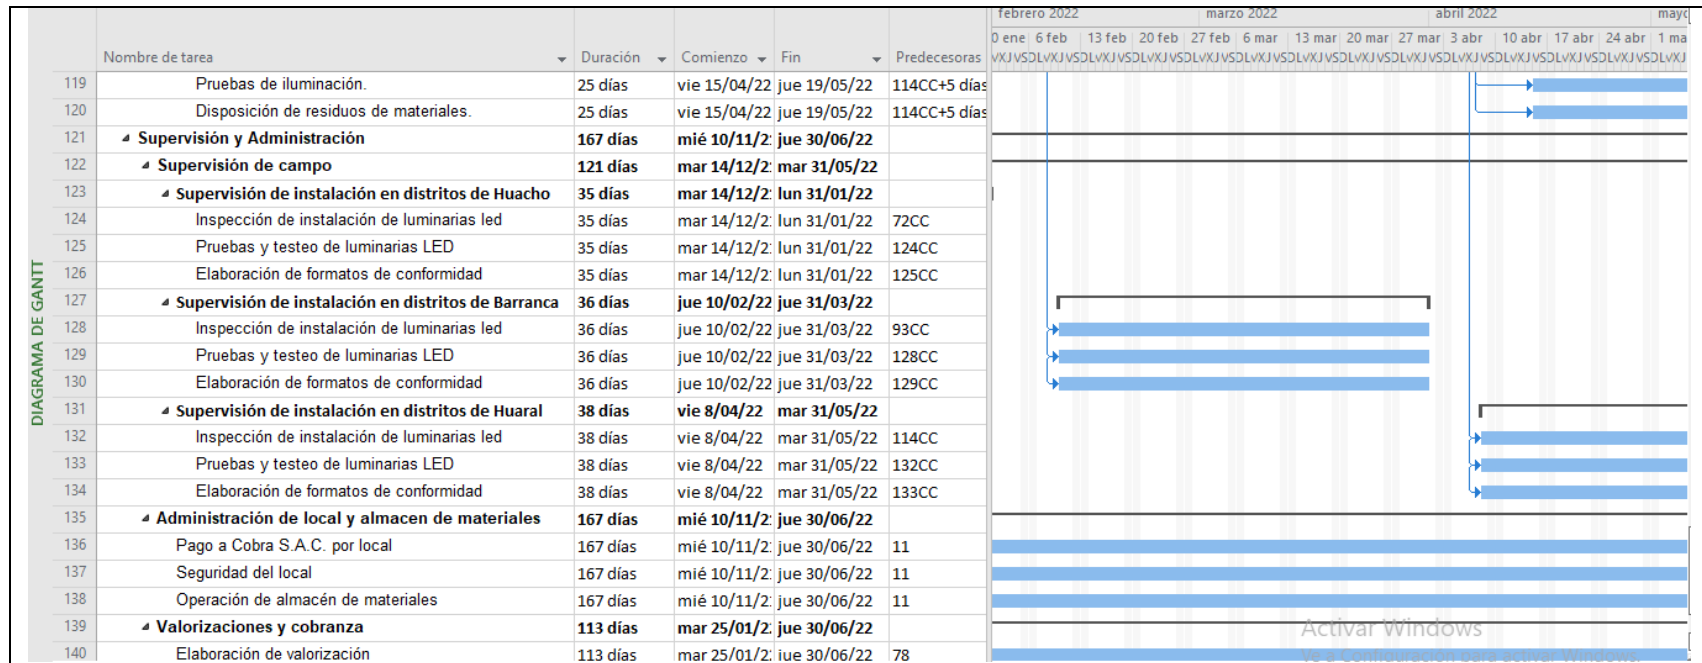 febrero 2022 marzo 2022 abril 2022 mayo
Nombre de tarea Duración Comienzo Fin Predecesoras 0 ene 6 feb 13 feb 20 feb 27 feb 6 mar 13 mar 20 mar 27 mar 3 abr 10 abr 17 abr 24 abr 1 ma
119 Pruebas de iluminación. 25 días vie 15/04/22 jue 19/05/22 114CC+5 días
120 Disposición de residuos de materiales. 25 días vie 15/04/22 jue 19/05/22 114CC+5 días
121 Supervisión y Administración 167 días mié 10/11/2 jue 30/06/22
122 Supervisión de campo 121 días mar 14/12/2 mar 31/05/22
123 Supervisión de instalación en distritos de Huacho 35 días mar 14/12/2 lun 31/01/22
124 Inspección de instalación de luminarias led 35 días mar 14/12/2 lun 31/01/22 72CC
125 Pruebas y testeo de luminarias LED 35 días mar 14/12/2 lun 31/01/22 124CC
126 Elaboración de formatos de conformidad 35 días mar 14/12/2 lun 31/01/22 125CC
127 Supervisión de instalación en distritos de Barranca 36 días jue 10/02/22 jue 31/03/22
128 Inspección de instalación de luminarias led 36 días jue 10/02/22 jue 31/03/22 93CC
129 Pruebas y testeo de luminarias LED 36 días jue 10/02/22 jue 31/03/22 128CC
130 Elaboración de formatos de conformidad 36 días jue 10/02/22 jue 31/03/22 129CC
131 Supervisión de instalación en distritos de Huaral 38 días vie 8/04/22 mar 31/05/22
132 Inspección de instalación de luminarias led 38 días vie 8/04/22 mar 31/05/22 114CC
133 Pruebas y testeo de luminarias LED 38 días vie 8/04/22 mar 31/05/22 132CC
134 Elaboración de formatos de conformidad 38 días vie 8/04/22 mar 31/05/22 133CC
135 Administración de local y almacen de materiales 167 días mié 10/11/2 jue 30/06/22
136 Pago a Cobra S.A.C. por local 167 días mié 10/11/2 jue 30/06/22 11
137 Seguridad del local 167 días mié 10/11/2 jue 30/06/22 11
138 Operación de almacén de materiales 167 días mié 10/11/2 jue 30/06/22 11
139 Valorizaciones y cobranza 113 días mar 25/01/2 jue 30/06/22
140 Elaboración de valorización 113 días mar 25/01/2 jue 30/06/22 78
DIAGRAMA DE GANTT
Activar Windows
Ve a Configuración para activar Windows.